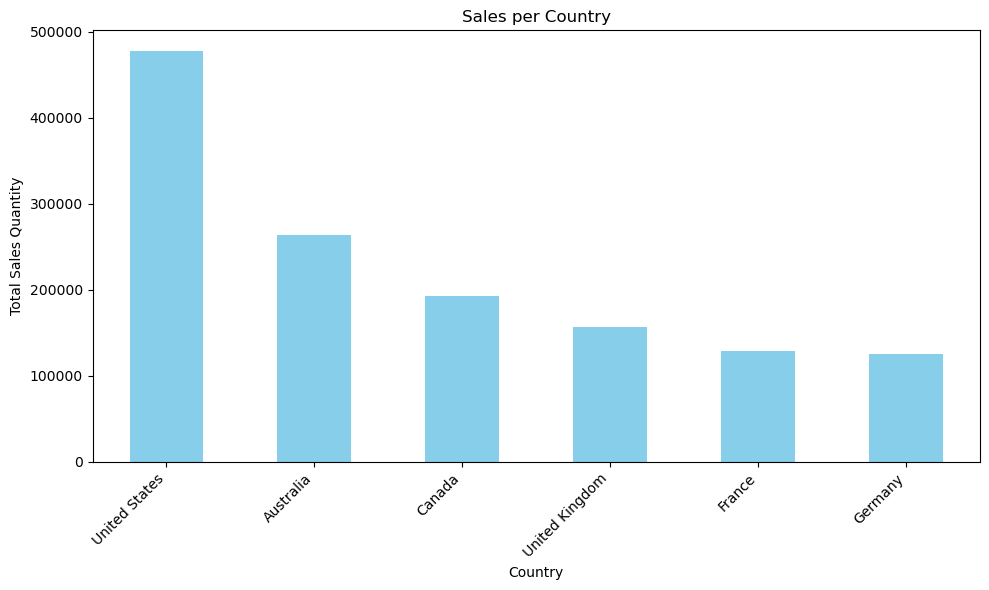 Sales per Country
Total Sales Quantity
500000
400000
300000
200000
100000
0
United States
Australia
Canada
United Kingdom
France
Germany
Country